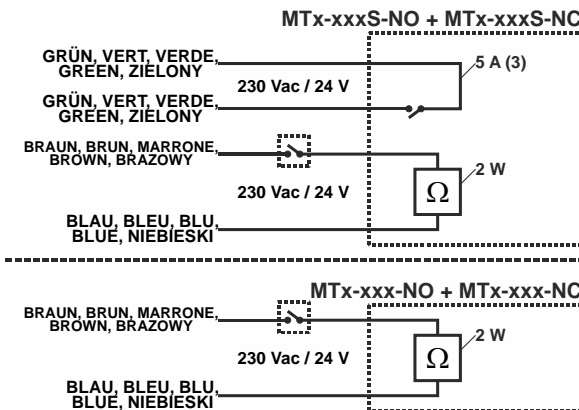 MTx-xxxS-NO + MTx-xxxS-NC
GRÜN, VERT, VERDE,
GREEN, ZIELONY
5 A (3)
230 Vac / 24 V
GRÜN, VERT, VERDE,
GREEN, ZIELONY
BRAUN, BRUN, MARRONE,
BROWN, BRAZOWY
2 W
Ω
230 Vac / 24 V
BLAU, BLEU, BLU,
BLUE, NIEBIESKI
MTx-xxx-NO + MTx-xxx-NC
BRAUN, BRUN, MARRONE,
BROWN, BRAZOWY
2 W
Ω
230 Vac / 24 V
BLAU, BLEU, BLU,
BLUE, NIEBIESKI